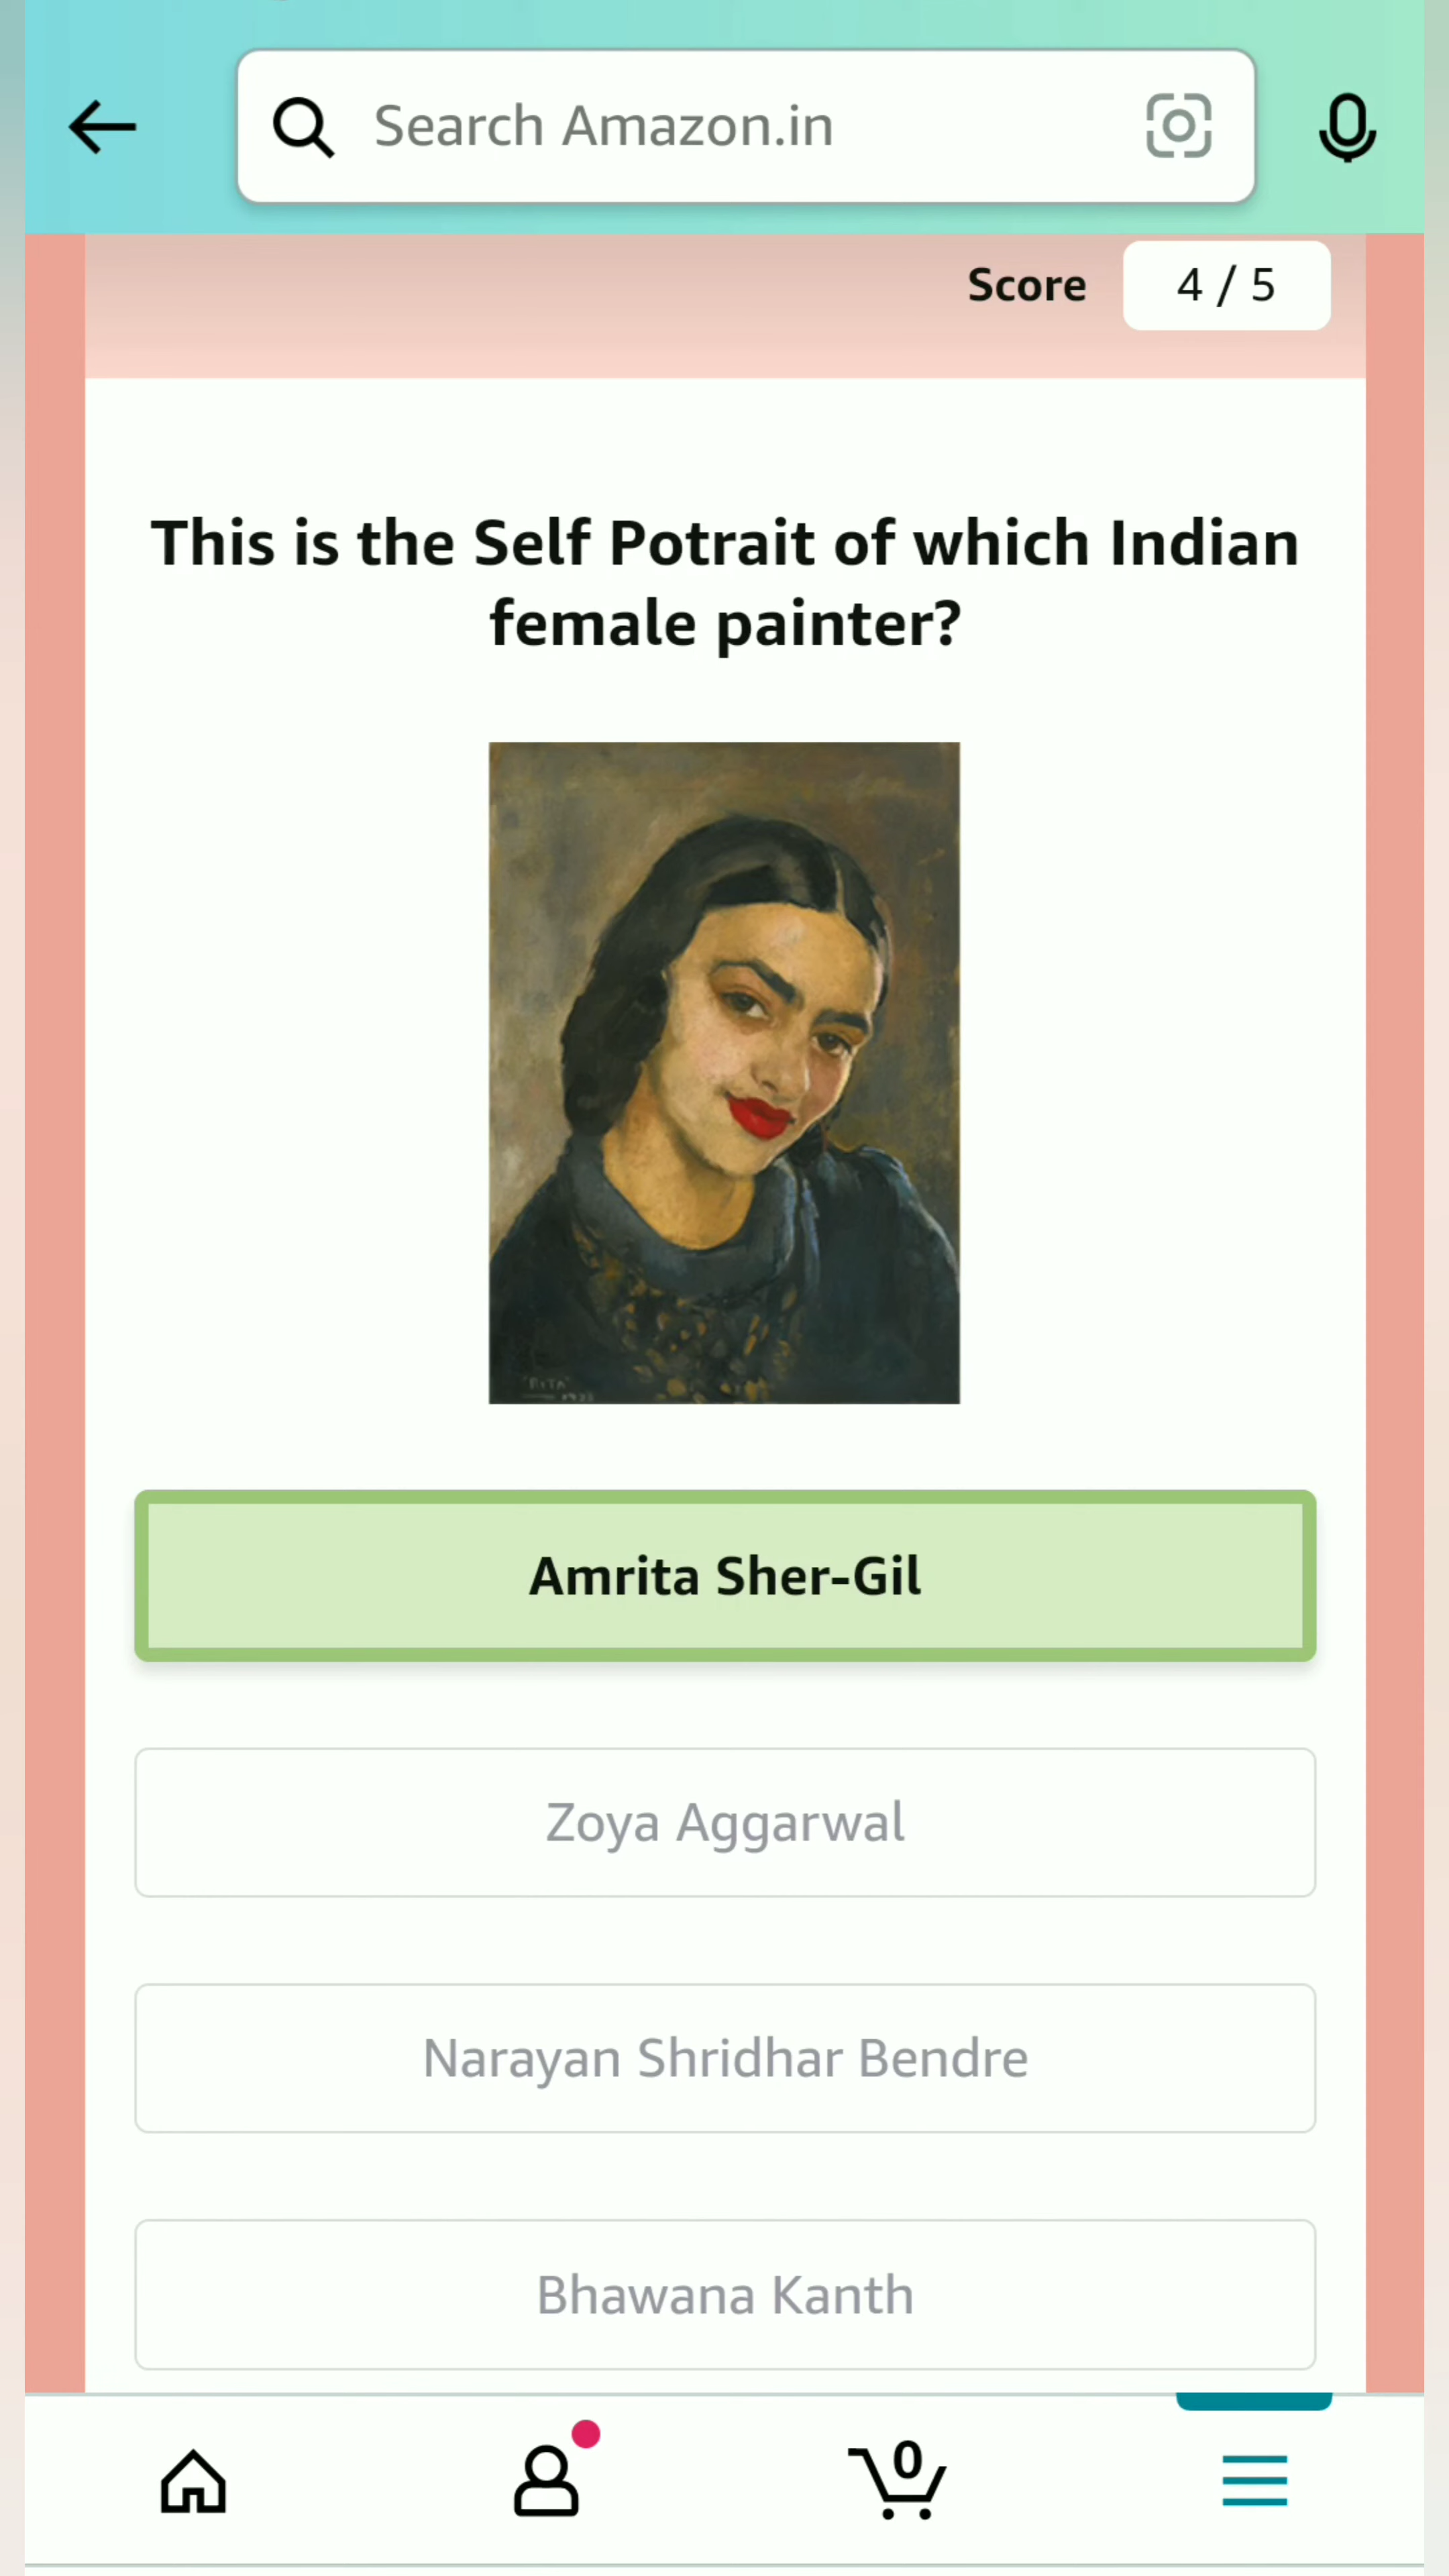 Search Amazon.in
Score 4 / 5
This is the Self Potrait of which Indian
female painter?
Amrita Sher-Gil
Zoya Aggarwal
Narayan Shridhar Bendre
Bhawana Kanth
0